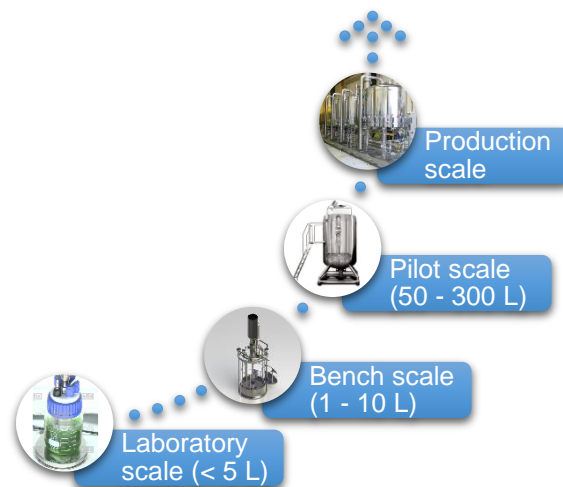 Production
scale
Pilot scale
(50 - 300 L)
Bench scale
(1 - 10 L)
Laboratory
scale (< 5 L)